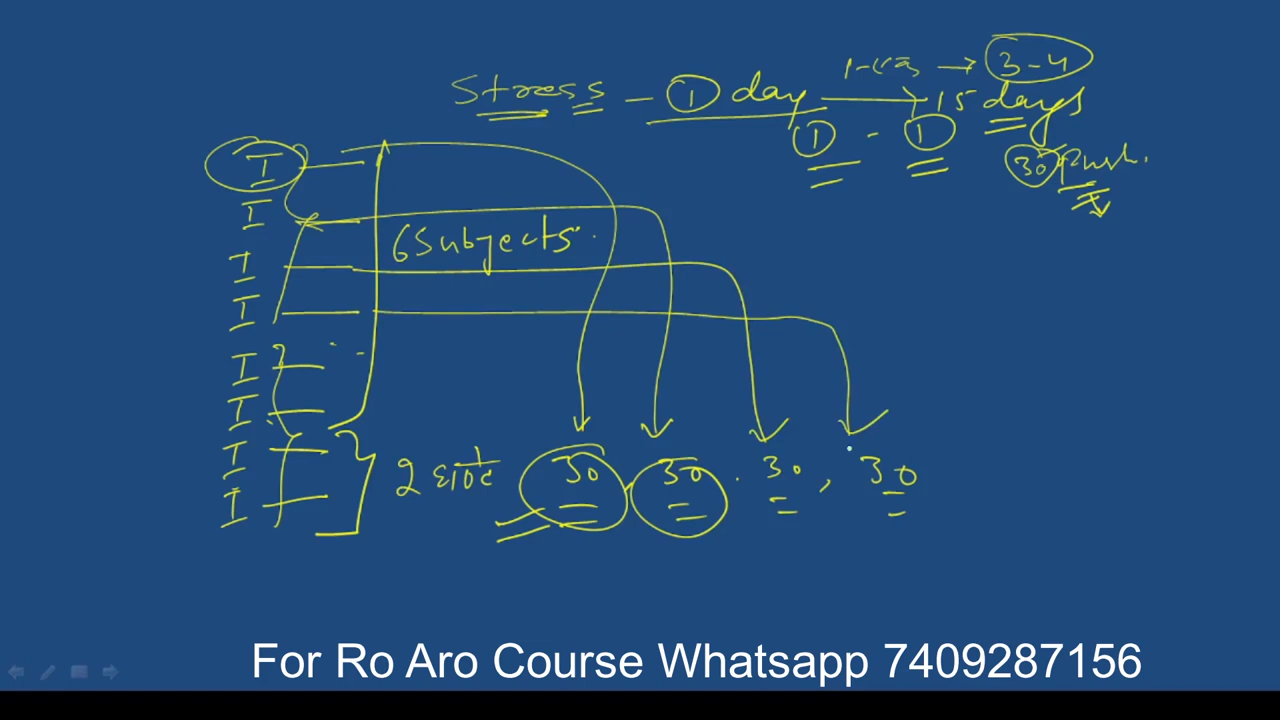 3-4
Stress - ① day → 15 days
① - ①
30
I
I
6 Subjects
I
I
I
I
I
2
30, 30. 30, 30
I
For Ro Aro Course Whatsapp 7409287156